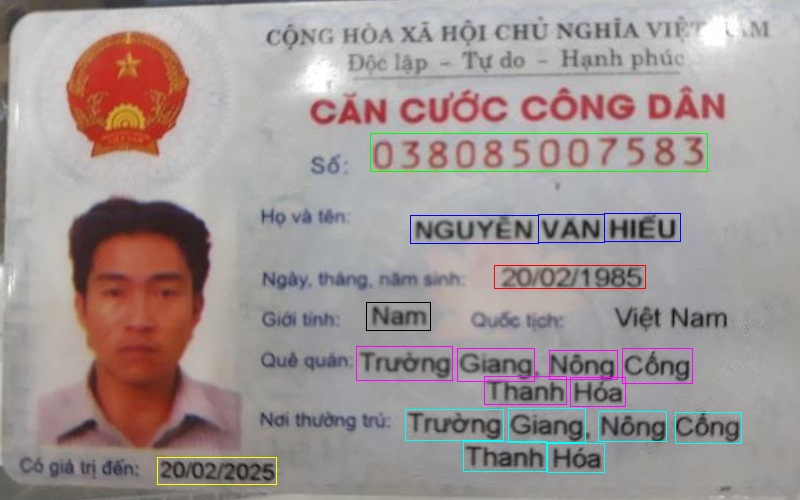 CỘNG HÒA XÃ HỘI CHỦ NGHĨA VIỆT NAM
Độc lập - Tự do - Hạnh phúc
CĂN CƯỚC CÔNG DÂN
Số: 038085007583
Họ và tên: NGUYỄN VĂN HIẾU
Ngày, tháng, năm sinh: 20/02/1985
Giới tính: Nam Quốc tịch: Việt Nam
Quê quán: Trường Giang, Nông Cống
Thanh Hóa
Nơi thường trú: Trường Giang, Nông Cống
Thanh Hóa
Có giá trị đến: 20/02/2025